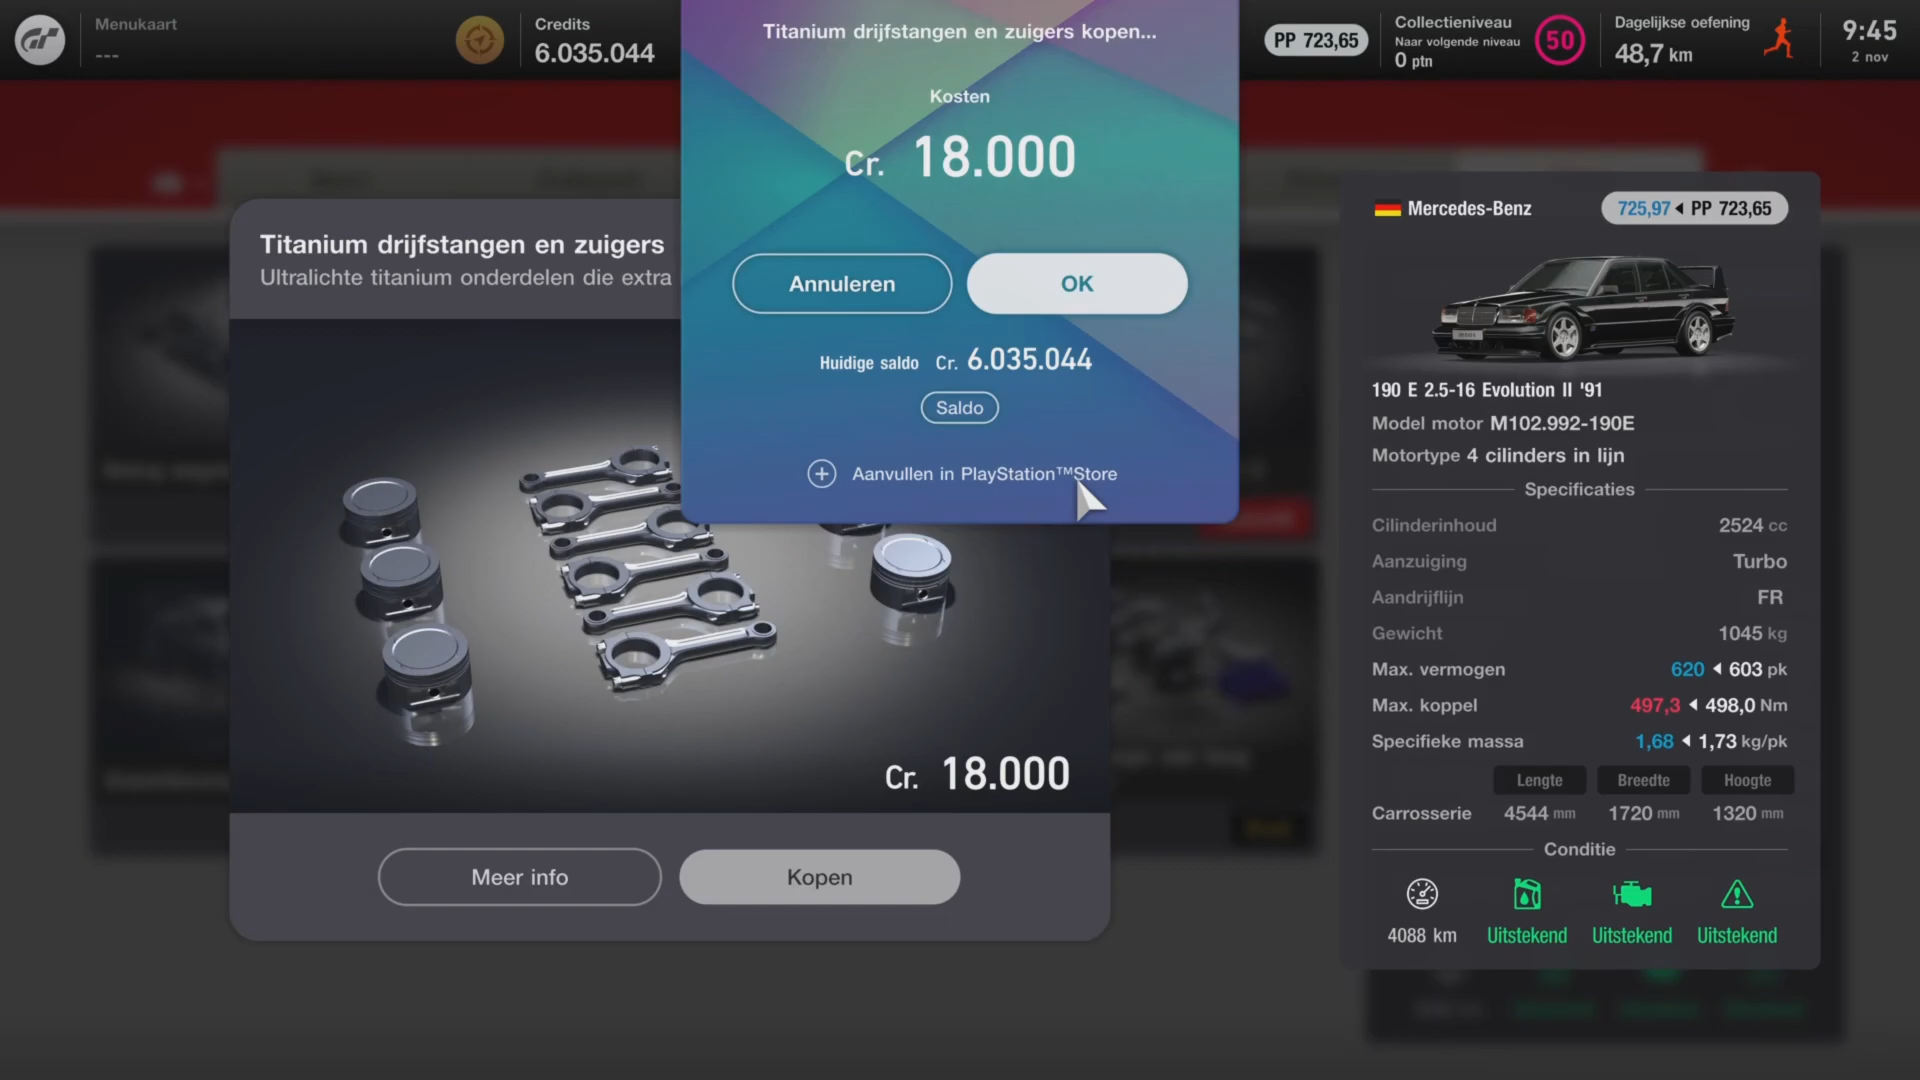 Menukaart
---
Credits
6.035.044
PP 723,65
Collectieniveau
Naar volgende niveau
0 ptn
50
Dagelijkse oefening
48,7 km
9:45
2 nov
Titanium drijfstangen en zuigers kopen...
Kosten
Cr. 18.000
Annuleren
OK
Huidige saldo Cr. 6.035.044
Saldo
Aanvullen in PlayStation™Store
Titanium drijfstangen en zuigers
Ultralichte titanium onderdelen die extra
Cr. 18.000
Meer info
Kopen
Mercedes-Benz
725,97 PP 723,65
190 E 2.5-16 Evolution II '91
Model motor M102.992-190E
Motortype 4 cilinders in lijn
Specificaties
Cilinderinhoud 2524 cc
Aanzuiging Turbo
Aandrijflijn FR
Gewicht 1045 kg
Max. vermogen 620 603 pk
Max. koppel 497,3 498,0 Nm
Specifieke massa 1,68 1,73 kg/pk
Lengte Breedte Hoogte
Carrosserie 4544 mm 1720 mm 1320 mm
Conditie
4088 km Uitstekend Uitstekend Uitstekend